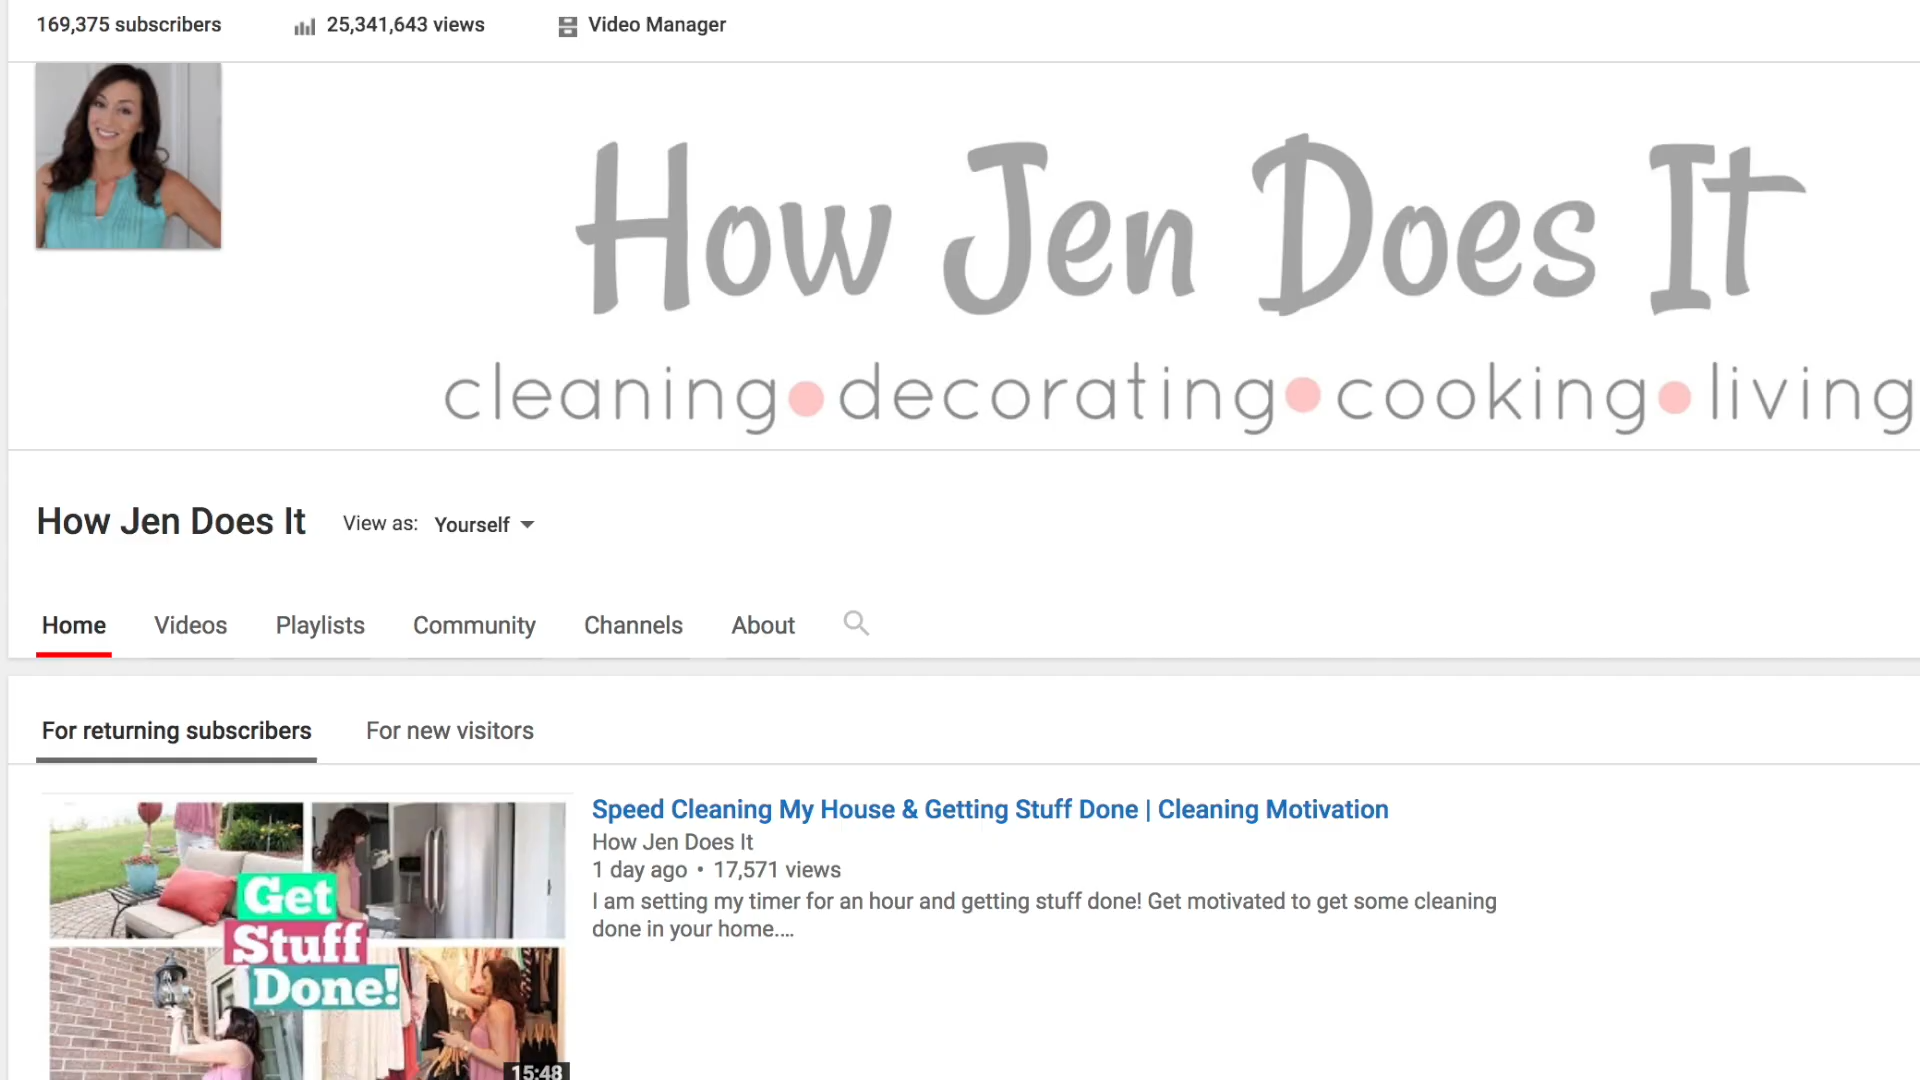 169,375 subscribers
25,341,643 views
Video Manager
How Jen Does It
cleaning•decorating•cooking•living
How Jen Does It
View as: Yourself
Home
Videos
Playlists
Community
Channels
About
For returning subscribers
For new visitors
Get
Stuff
Done!
15:48
Speed Cleaning My House & Getting Stuff Done | Cleaning Motivation
How Jen Does It
1 day ago • 17,571 views
I am setting my timer for an hour and getting stuff done! Get motivated to get some cleaning
done in your home....